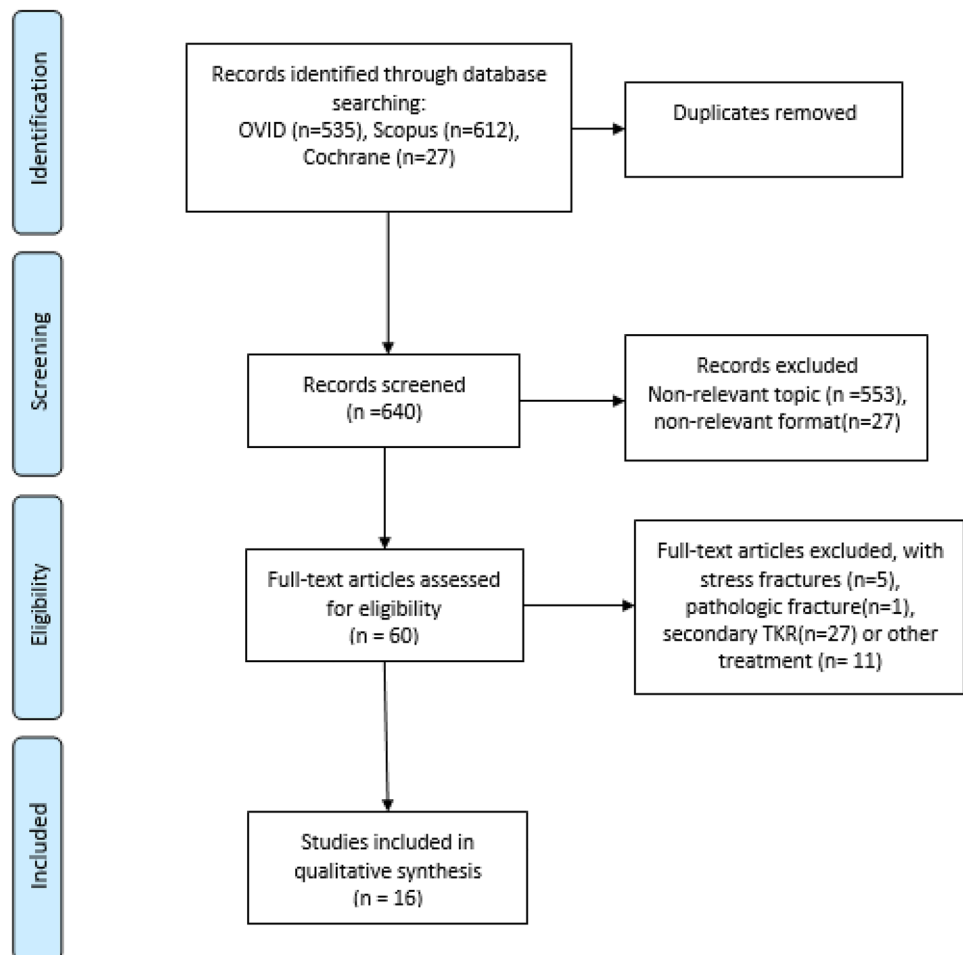 Identification
Records identified through database
searching:
OVID (n=535), Scopus (n=612),
Cochrane (n=27)
Duplicates removed
Screening
Records screened
(n =640)
Records excluded
Non-relevant topic (n =553),
non-relevant format(n=27)
Eligibility
Full-text articles assessed
for eligibility
(n = 60)
Full-text articles excluded, with
stress fractures (n=5),
pathologic fracture(n=1),
secondary TKR(n=27) or other
treatment (n= 11)
Included
Studies included in
qualitative synthesis
(n = 16)